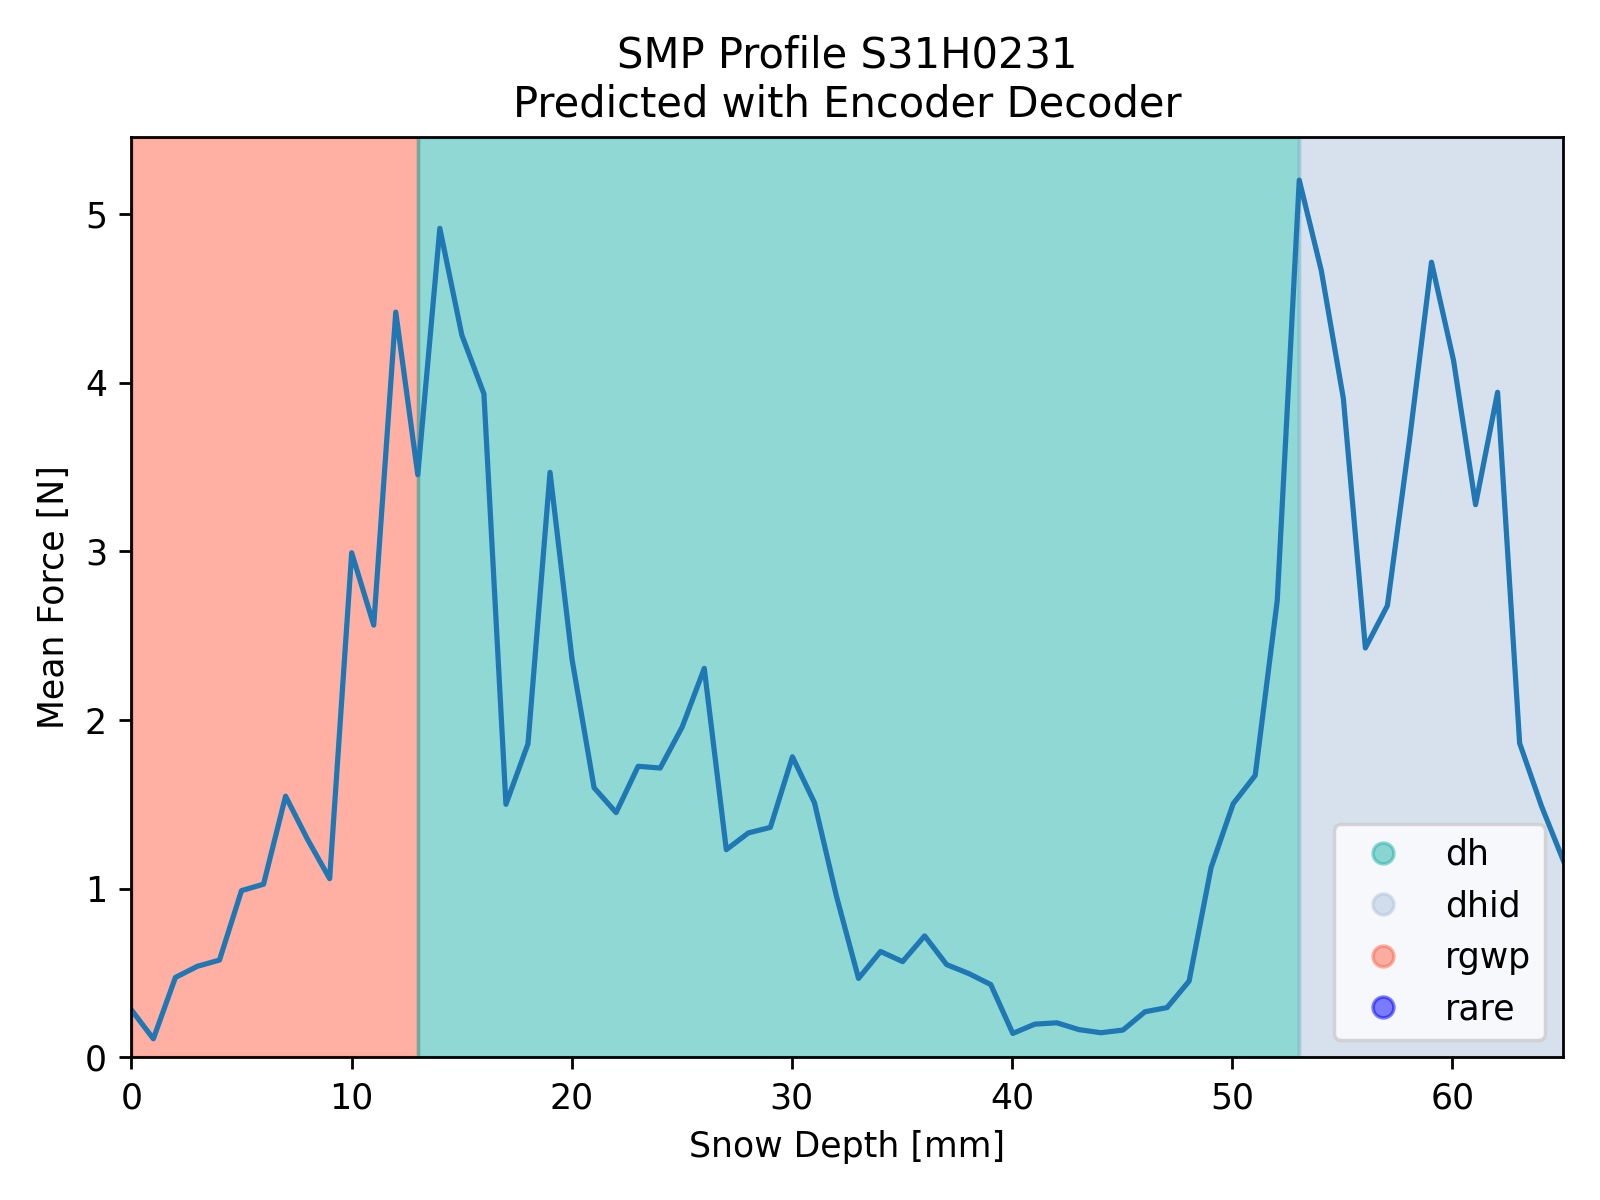 SMP Profile S31H0231
Predicted with Encoder Decoder
Mean Force [N]
5
4
3
2
1
0
0 10 20 30 40 50 60
Snow Depth [mm]
dh
dhid
rgwp
rare